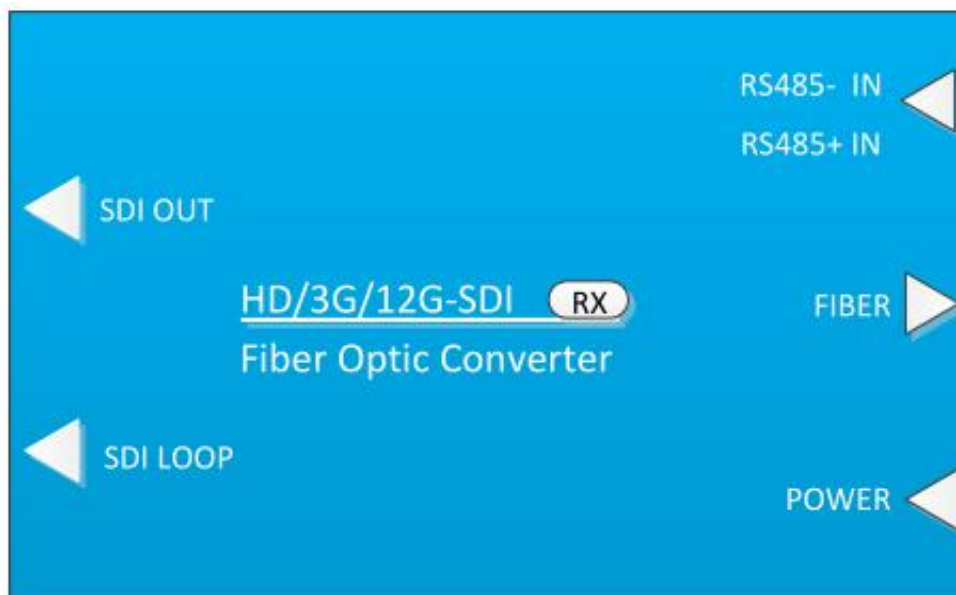 RS485- IN
RS485+ IN
SDI OUT
HD/3G/12G-SDI RX
FIBER
Fiber Optic Converter
SDI LOOP
POWER